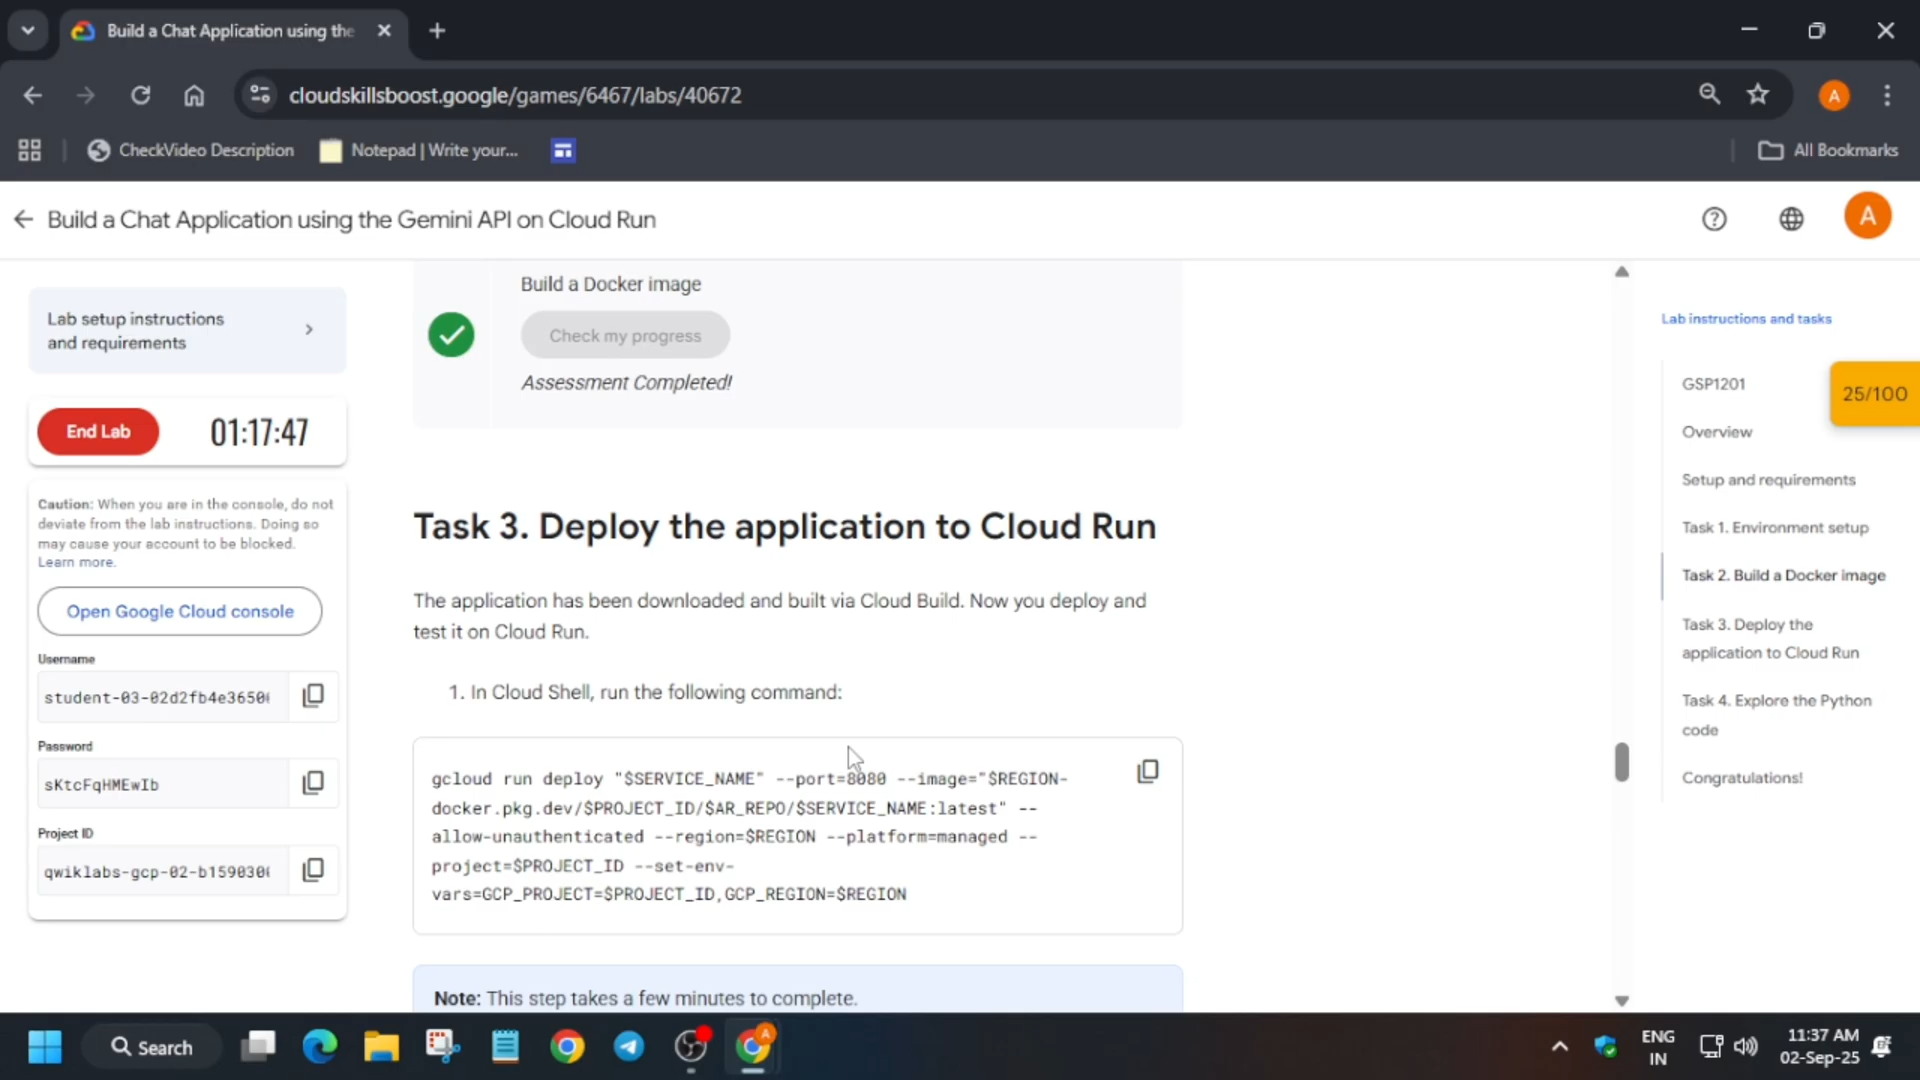 Build a Chat Application using the
cloudskillsboost.google/games/6467/labs/40672
A
CheckVideo Description
Notepad | Write your...
All Bookmarks
Build a Chat Application using the Gemini API on Cloud Run
A
Lab setup instructions
and requirements
End Lab
01:17:47
Caution: When you are in the console, do not
deviate from the lab instructions. Doing so
may cause your account to be blocked.
Learn more.
Open Google Cloud console
Username
student-03-02d2fb4e3650
Password
sKtcFqHMEwIb
Project ID
qwiklabs-gcp-02-b159030
Build a Docker image
Check my progress
Assessment Completed!
Task 3. Deploy the application to Cloud Run
The application has been downloaded and built via Cloud Build. Now you deploy and
test it on Cloud Run.
1. In Cloud Shell, run the following command:
gcloud run deploy "$SERVICE_NAME" --port=8080 --image="$REGION-
docker.pkg.dev/$PROJECT_ID/$AR_REPO/$SERVICE_NAME:latest" --
allow-unauthenticated --region=$REGION --platform=managed --
project=$PROJECT_ID --set-env-
vars=GCP_PROJECT=$PROJECT_ID,GCP_REGION=$REGION
Note: This step takes a few minutes to complete.
Lab instructions and tasks
GSP1201
25/100
Overview
Setup and requirements
Task 1. Environment setup
Task 2. Build a Docker image
Task 3. Deploy the
application to Cloud Run
Task 4. Explore the Python
code
Congratulations!
Search
A
ENG
IN
11:37 AM
02-Sep-25